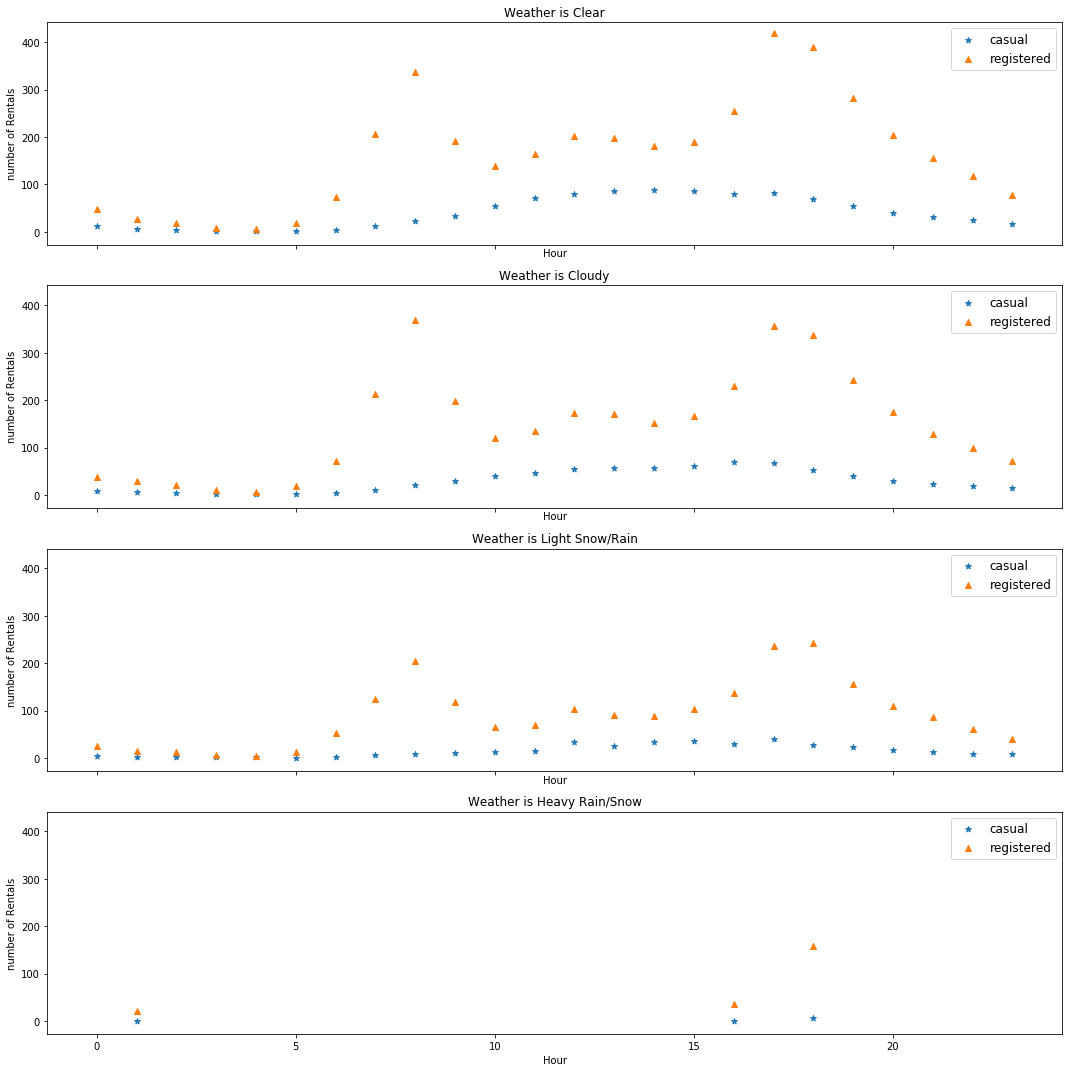 Weather is Clear
number of Rentals
400
300
200
100
0
casual
registered
Hour
Weather is Cloudy
number of Rentals
400
300
200
100
0
casual
registered
Hour
Weather is Light Snow/Rain
number of Rentals
400
300
200
100
0
casual
registered
Hour
Weather is Heavy Rain/Snow
number of Rentals
400
300
200
100
0
casual
registered
0 5 10 15 20
Hour